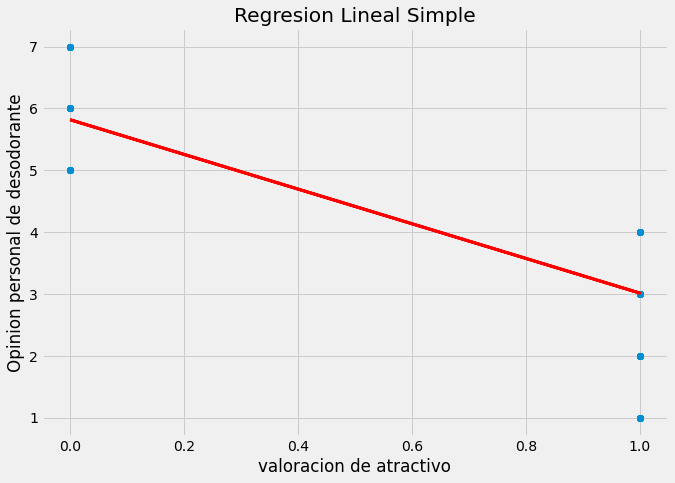 Regresion Lineal Simple
Opinion personal de desodorante
7
6
5
4
3
2
1
0.0 0.2 0.4 0.6 0.8 1.0
valoracion de atractivo